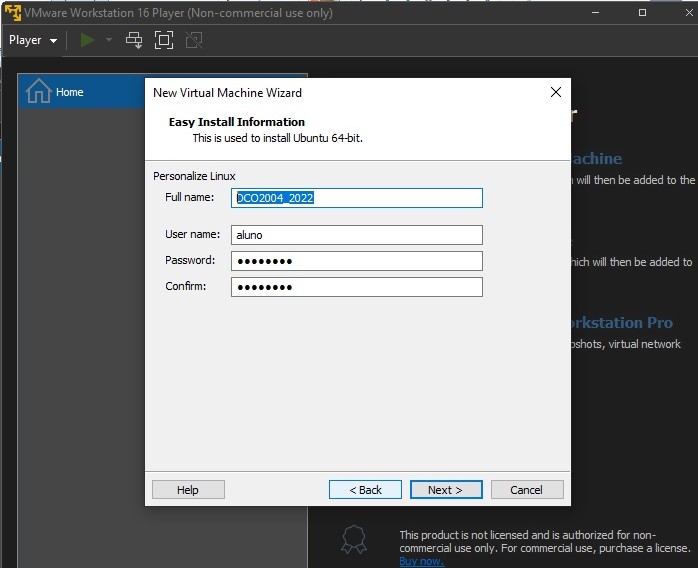 VMware Workstation 16 Player (Non-commercial use only)
Player
Home
New Virtual Machine Wizard
Easy Install Information
This is used to install Ubuntu 64-bit.
Personalize Linux
Full name:
DCO2004_2022
User name:
aluno
Password:
●●●●●●●●
Confirm:
●●●●●●●●
Help
< Back
Next >
Cancel
r
achine
will then be added to the
hich will then be added to
orkstation Pro
pshots, virtual network
This product is not licensed and is authorized for non-
commercial use only. For commercial use, purchase a license.
Buy now.